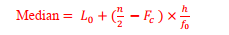 Median = L₀ + (n/2 − F꜀) × h/f₀